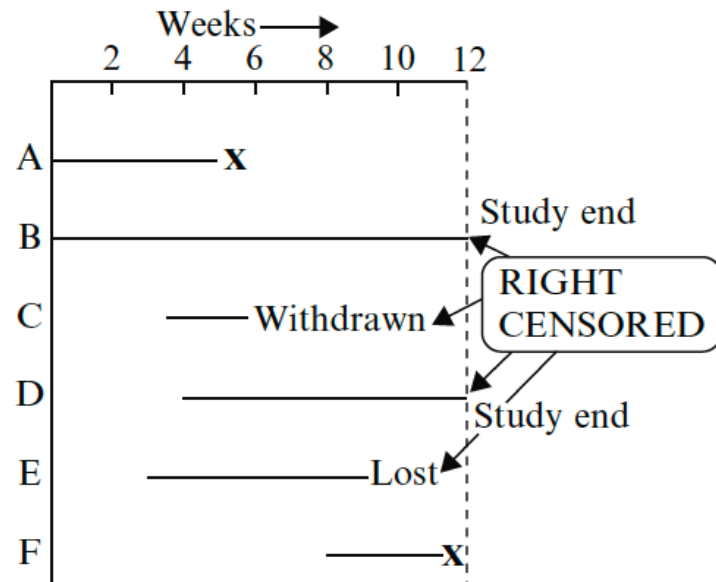 Weeks
2 4 6 8 10 12
A x
Study end
B
RIGHT
CENSORED
C Withdrawn
D
Study end
E Lost
F x